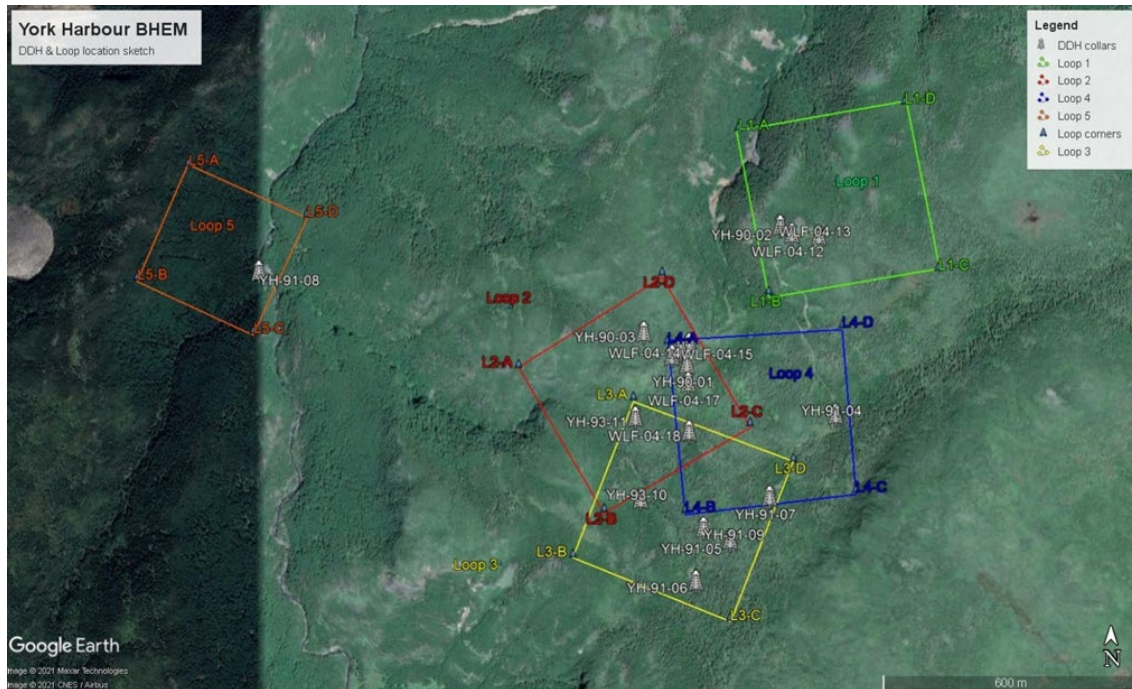 York Harbour BHEM
DDH & Loop location sketch
Legend
DDH collars
Loop 1
Loop 2
Loop 4
Loop 5
Loop corners
Loop 3
L1-D
L1-A
L5-A
Loop 1
L5-D
Loop 5
YH-90-02
WLF-04-13
WLF-04-12
L1-C
L5-B
YH-91-08
L2-D
Loop 2
L1-B
L5-C
L4-D
YH-90-03
L4-A
WLF-04-14
WLF-04-15
L2-A
Loop 4
YH-90-01
L3-A
WLF-04-17
L2-C
YH-91-04
YH-93-11
WLF-04-18
L3-D
L4-C
YH-93-10
L4-B
YH-91-07
L2-B
YH-91-09
YH-91-05
L3-B
Loop 3
YH-91-06
L3-C
Google Earth
Image © 2021 Maxar Technologies
Image © 2021 CNES / Airbus
N
600 m